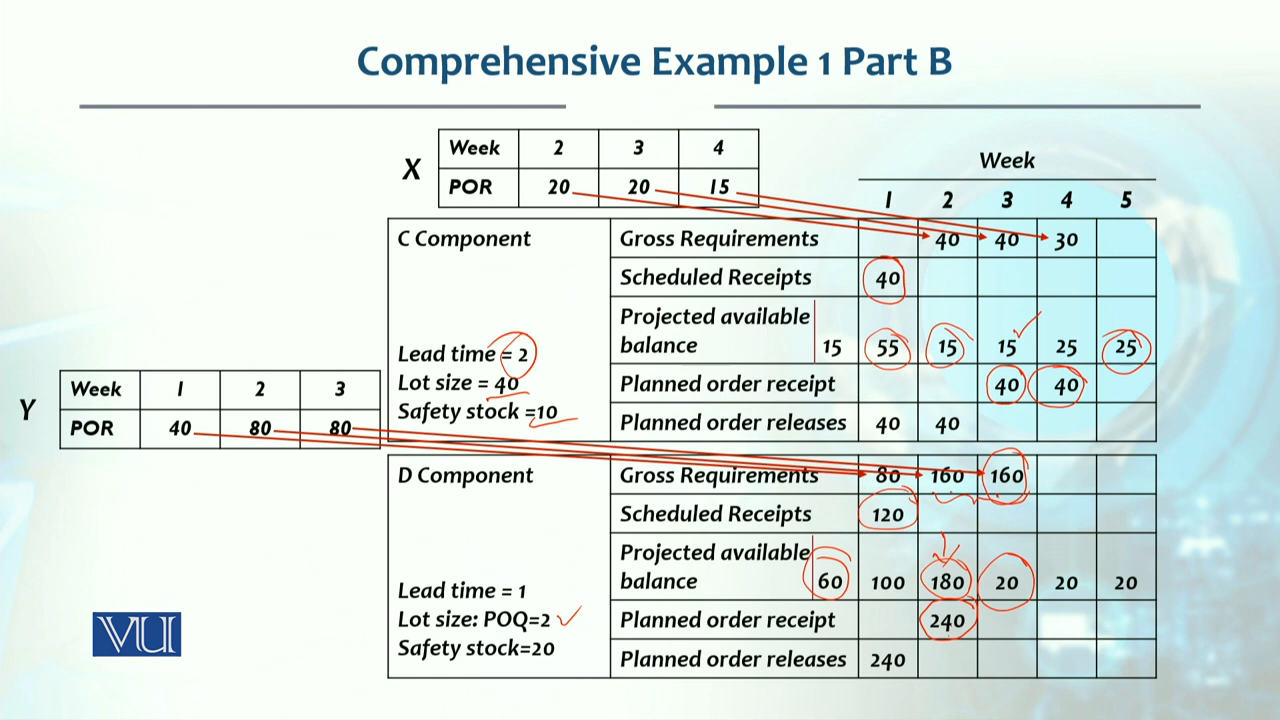 Comprehensive Example 1 Part B
X
Week 2 3 4
POR 20 20 15
Week
1 2 3 4 5
C Component
Lead time = 2
Lot size = 40
Safety stock =10
Gross Requirements 40 40 30
Scheduled Receipts 40
Projected available
balance 15 55 15 15 25 25
Planned order receipt 40 40
Planned order releases 40 40
Y
Week 1 2 3
POR 40 80 80
D Component
Lead time = 1
Lot size: POQ=2
Safety stock=20
Gross Requirements 80 160 160
Scheduled Receipts 120
Projected available
balance 60 100 180 20 20 20
Planned order receipt 240
Planned order releases 240
VU